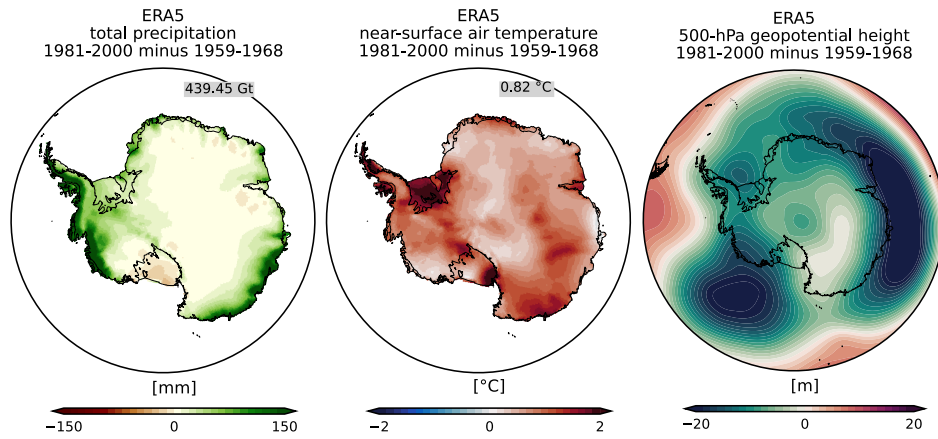 ERA5
total precipitation
1981-2000 minus 1959-1968
439.45 Gt
[mm]
−150 0 150
ERA5
near-surface air temperature
1981-2000 minus 1959-1968
0.82 °C
[°C]
−2 0 2
ERA5
500-hPa geopotential height
1981-2000 minus 1959-1968
[m]
−20 0 20